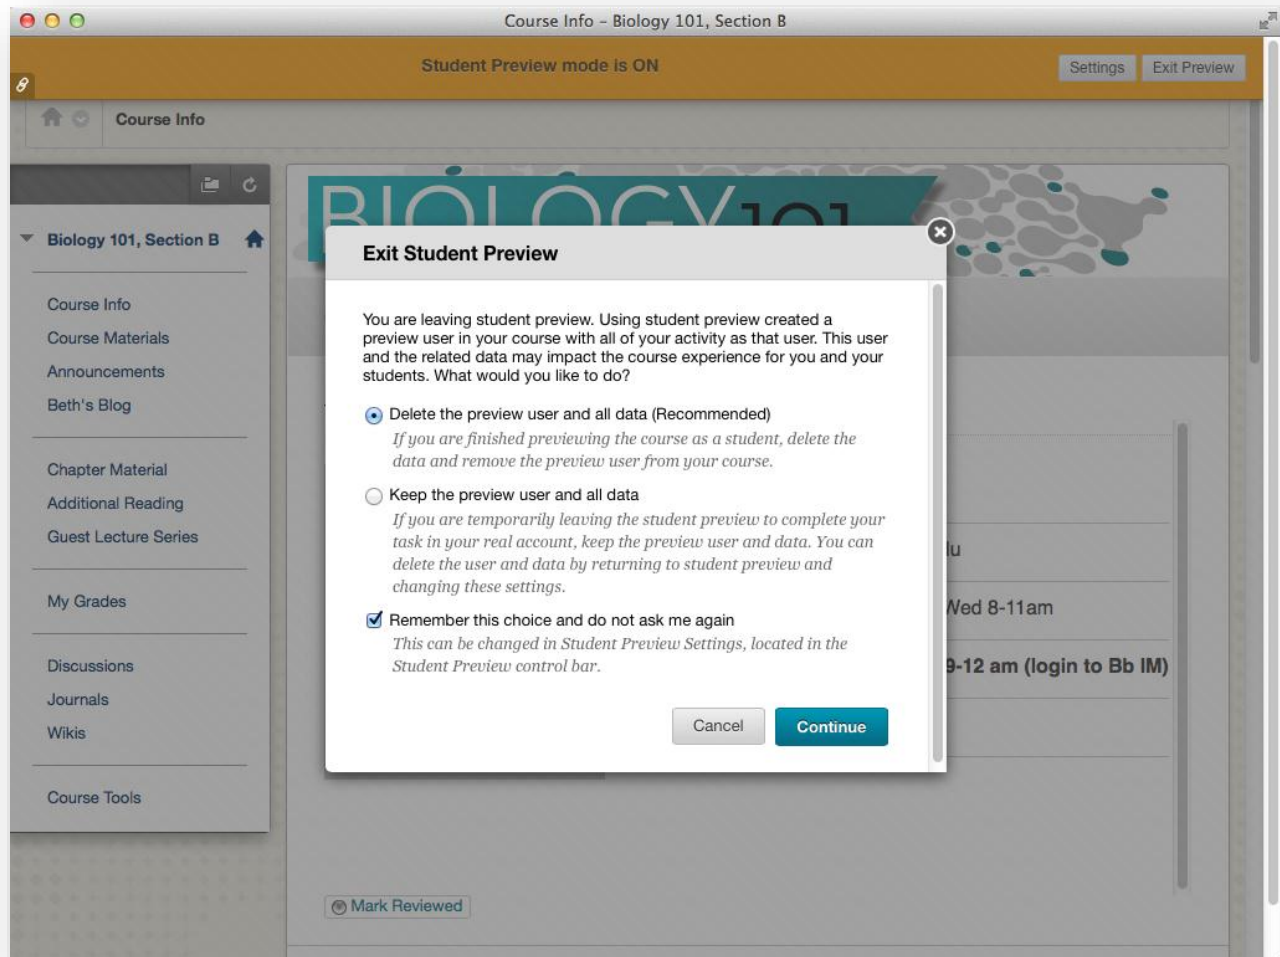 Course Info – Biology 101, Section B
Student Preview mode is ON
Settings
Exit Preview
Course Info
Biology 101, Section B
Course Info
Course Materials
Announcements
Beth's Blog
Chapter Material
Additional Reading
Guest Lecture Series
My Grades
Discussions
Journals
Wikis
Course Tools
BIOLOGY101
Exit Student Preview
You are leaving student preview. Using student preview created a
preview user in your course with all of your activity as that user. This user
and the related data may impact the course experience for you and your
students. What would you like to do?
Delete the preview user and all data (Recommended)
If you are finished previewing the course as a student, delete the
data and remove the preview user from your course.
Keep the preview user and all data
If you are temporarily leaving the student preview to complete your
task in your real account, keep the preview user and data. You can
delete the user and data by returning to student preview and
changing these settings.
Remember this choice and do not ask me again
This can be changed in Student Preview Settings, located in the
Student Preview control bar.
Cancel
Continue
Wed 8-11am
9-12 am (login to Bb IM)
Mark Reviewed